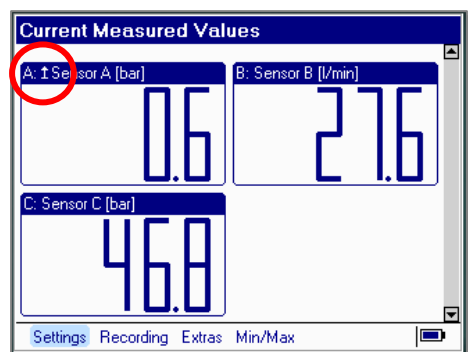 Current Measured Values
A: ↥Sensor A [bar]
0.6
B: Sensor B [l/min]
27.6
C: Sensor C [bar]
46.8
Settings Recording Extras Min/Max